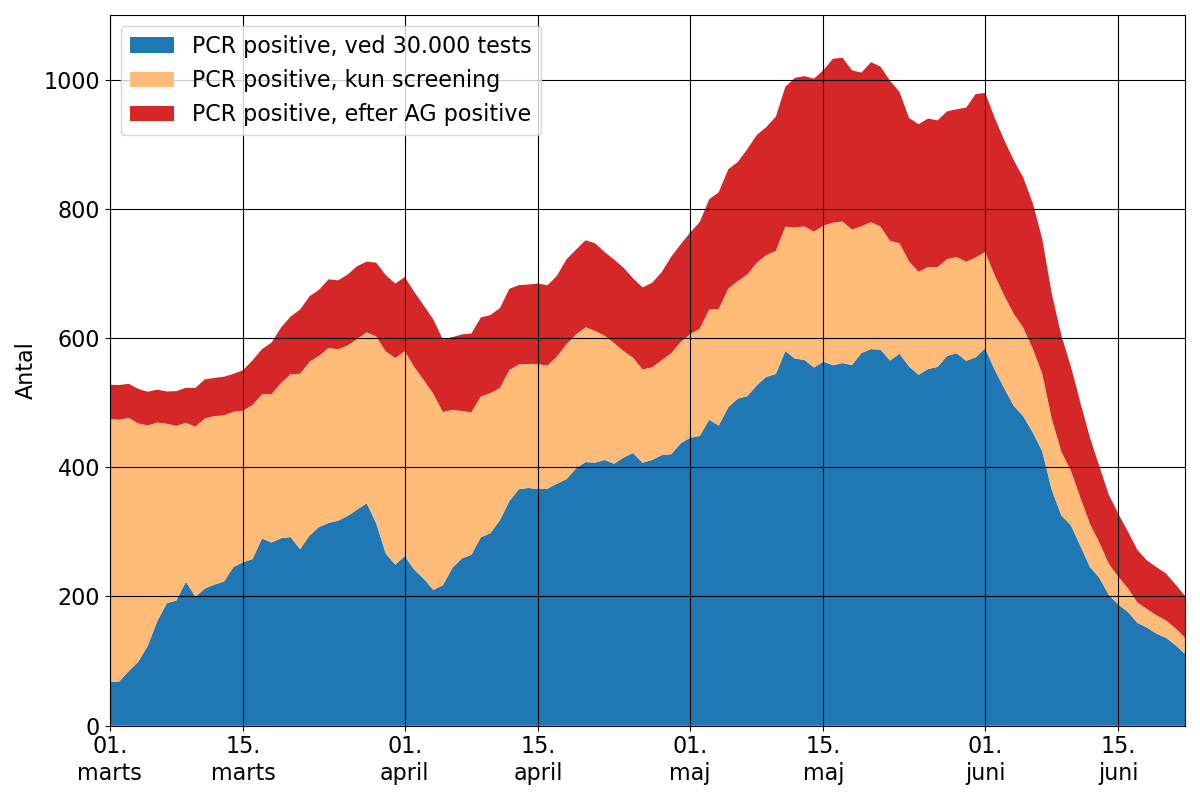 PCR positive, ved 30.000 tests
PCR positive, kun screening
PCR positive, efter AG positive
Antal
1000
800
600
400
200
0
01. marts
15. marts
01. april
15. april
01. maj
15. maj
01. juni
15. juni